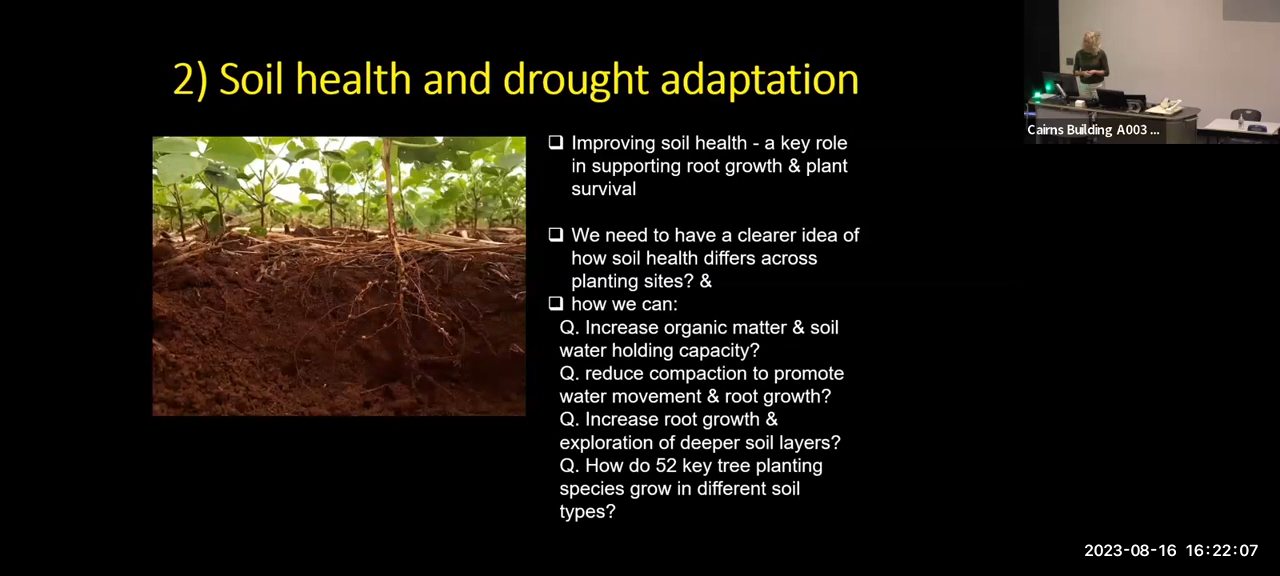 2) Soil health and drought adaptation
Improving soil health - a key role
in supporting root growth & plant
survival
We need to have a clearer idea of
how soil health differs across
planting sites? &
how we can:
Q. Increase organic matter & soil
water holding capacity?
Q. reduce compaction to promote
water movement & root growth?
Q. Increase root growth &
exploration of deeper soil layers?
Q. How do 52 key tree planting
species grow in different soil
types?
Cairns Building A003 ...
2023-08-16 16:22:07